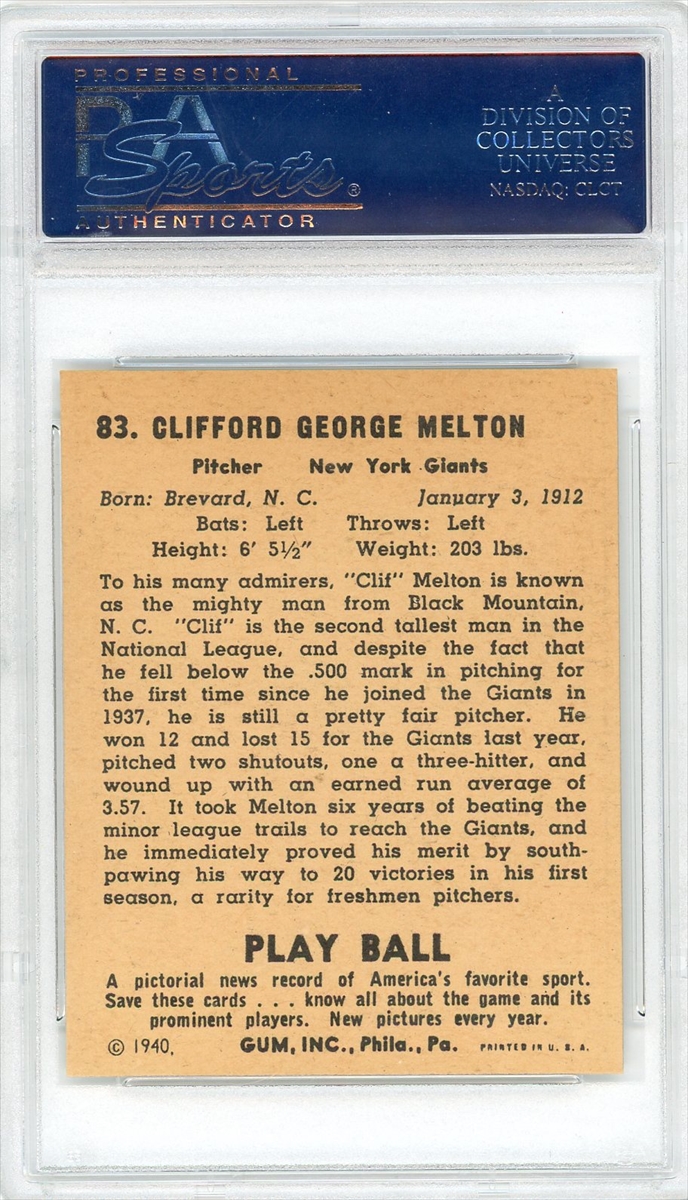 PROFESSIONAL
PSA
Sports®
AUTHENTICATOR
A
DIVISION OF
COLLECTORS
UNIVERSE
NASDAQ: CLCT
83. CLIFFORD GEORGE MELTON
Pitcher New York Giants
Born: Brevard, N. C. January 3, 1912
Bats: Left Throws: Left
Height: 6' 5½" Weight: 203 lbs.
To his many admirers, "Clif" Melton is known
as the mighty man from Black Mountain,
N. C. "Clif" is the second tallest man in the
National League, and despite the fact that
he fell below the .500 mark in pitching for
the first time since he joined the Giants in
1937, he is still a pretty fair pitcher. He
won 12 and lost 15 for the Giants last year,
pitched two shutouts, one a three-hitter, and
wound up with an earned run average of
3.57. It took Melton six years of beating the
minor league trails to reach the Giants, and
he immediately proved his merit by south-
pawing his way to 20 victories in his first
season, a rarity for freshmen pitchers.
PLAY BALL
A pictorial news record of America's favorite sport.
Save these cards . . . know all about the game and its
prominent players. New pictures every year.
© 1940, GUM, INC., Phila., Pa. PRINTED IN U. S. A.